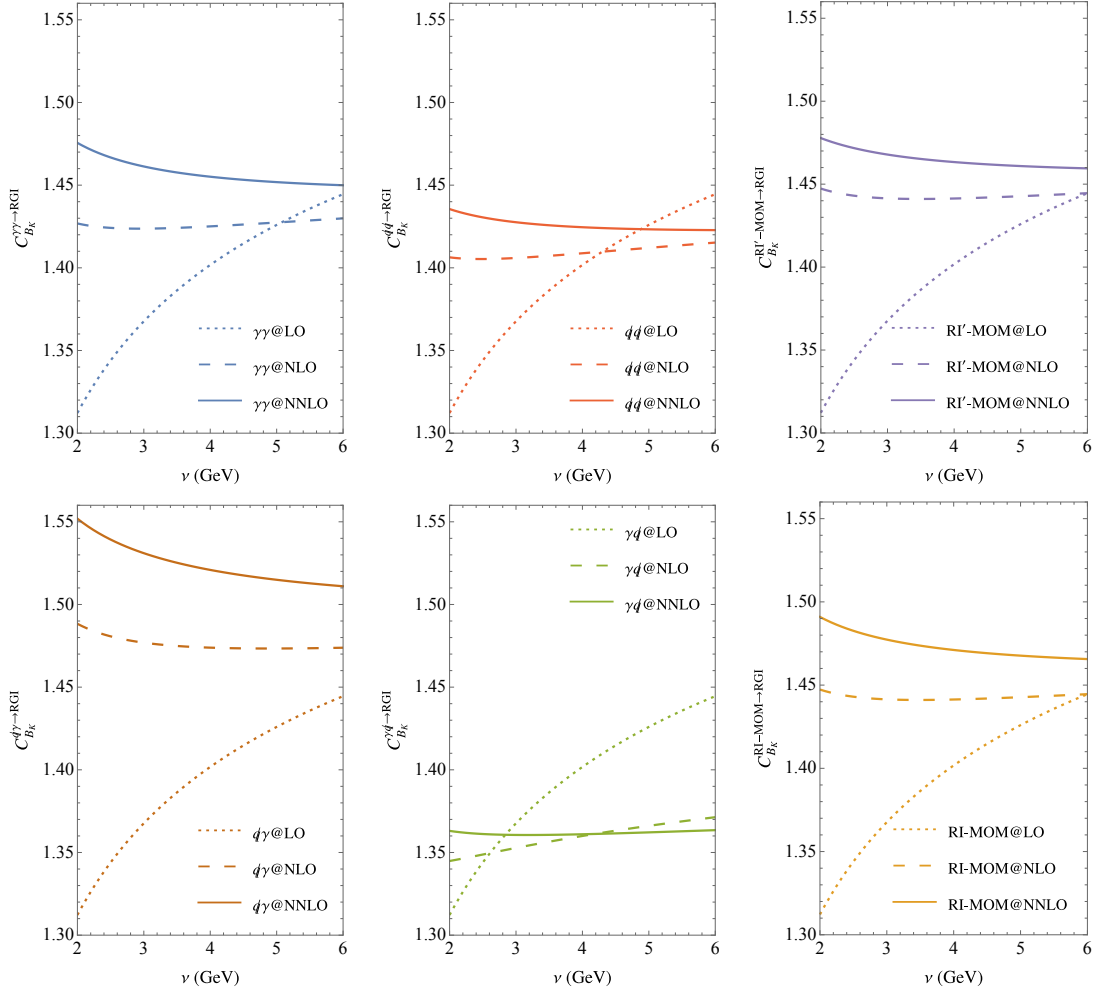 1.55
1.50
1.45
1.40
1.35
1.30
2 3 4 5 6
ν (GeV)
C_{B_K}^{γγ→RGI}
γγ@LO
γγ@NLO
γγ@NNLO
1.55
1.50
1.45
1.40
1.35
1.30
2 3 4 5 6
ν (GeV)
C_{B_K}^{q̸q̸→RGI}
q̸q̸@LO
q̸q̸@NLO
q̸q̸@NNLO
1.55
1.50
1.45
1.40
1.35
1.30
2 3 4 5 6
ν (GeV)
C_{B_K}^{RI′−MOM→RGI}
RI′-MOM@LO
RI′-MOM@NLO
RI′-MOM@NNLO
1.55
1.50
1.45
1.40
1.35
1.30
2 3 4 5 6
ν (GeV)
C_{B_K}^{q̸γ→RGI}
q̸γ@LO
q̸γ@NLO
q̸γ@NNLO
1.55
1.50
1.45
1.40
1.35
1.30
2 3 4 5 6
ν (GeV)
C_{B_K}^{γq̸→RGI}
γq̸@LO
γq̸@NLO
γq̸@NNLO
1.55
1.50
1.45
1.40
1.35
1.30
2 3 4 5 6
ν (GeV)
C_{B_K}^{RI−MOM→RGI}
RI-MOM@LO
RI-MOM@NLO
RI-MOM@NNLO